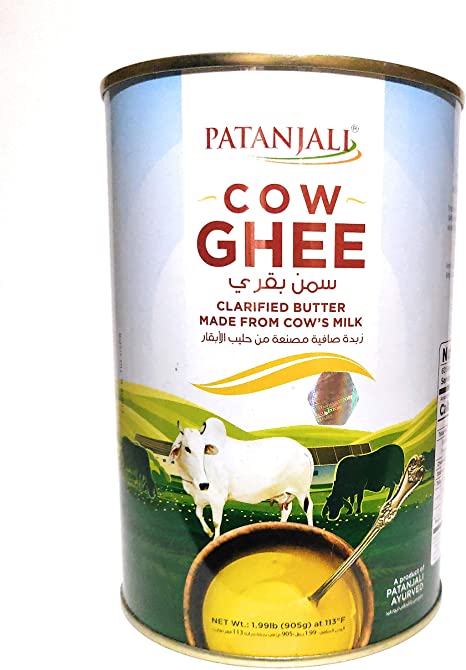 PATANJALI®
COW
GHEE
سمن بقري
CLARIFIED BUTTER
MADE FROM COW'S MILK
زبدة صافية مصنعة من حليب الأبقار
A product of
PATANJALI
AYURVED
NET Wt.: 1.99lb (905g) at 113°F